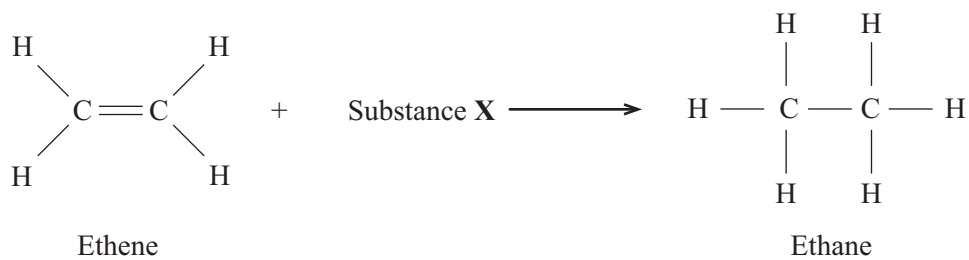 H H H H
C C + Substance X H C C H
H H H H
Ethene Ethane